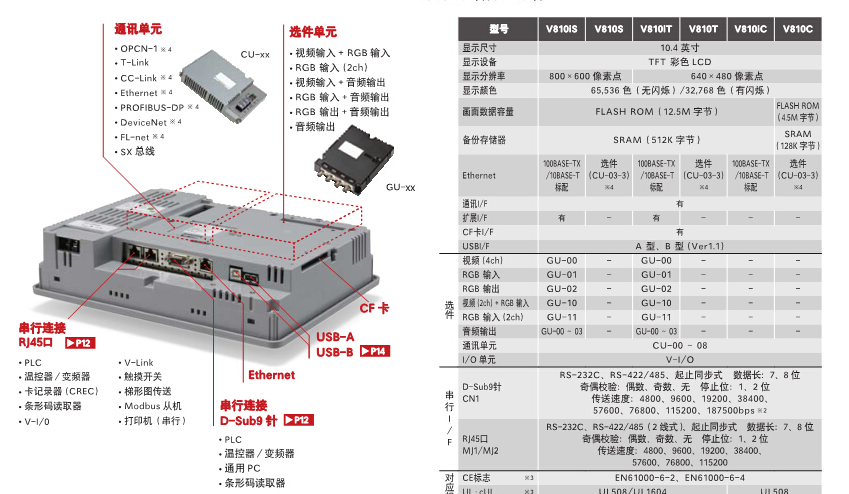 通讯单元
• OPCN-1 ※4
• T-Link
• CC-Link ※4
• Ethernet ※4
• PROFIBUS-DP ※4
• DeviceNet ※4
• FL-net ※4
• SX 总线
CU-xx
选件单元
• 视频输入 + RGB 输入
• RGB 输入 (2ch)
• 视频输入 + 音频输出
• RGB 输入 + 音频输出
• RGB 输出 + 音频输出
• 音频输出
GU-xx
CF 卡
USB-A
USB-B ▶P14
Ethernet
串行连接
RJ45口 ▶P12
• PLC
• 温控器 / 变频器
• 卡记录器 (CREC)
• 条形码读取器
• V-I/0
• V-Link
• 触摸开关
• 梯形图传送
• Modbus 从机
• 打印机 ( 串行 )
串行连接
D-Sub9 针 ▶P12
• PLC
• 温控器 / 变频器
• 通用 PC
• 条形码读取器
型号 V810iS V810S V810iT V810T V810iC V810C
显示尺寸 10.4 英寸
显示设备 TFT 彩色 LCD
显示分辨率 800 × 600 像素点 640 × 480 像素点
显示颜色 65,536 色 ( 无闪烁 ) /32,768 色 ( 有闪烁 )
画面数据容量 FLASH ROM ( 12.5M 字节 ) FLASH ROM
( 4.5M 字节 )
备份存储器 SRAM ( 512K 字节 ) SRAM
( 128K 字节 )
100BASE-TX 选件 100BASE-TX 选件 100BASE-TX 选件
Ethernet /10BASE-T (CU-03-3) /10BASE-T (CU-03-3) /10BASE-T (CU-03-3)
标配 ※4 标配 ※4 标配 ※4
通讯I/F 有
扩展I/F 有 – 有 – – –
CF卡I/F 有
USBI/F A 型、B 型 (Ver1.1)
选件
视频 (4ch) GU-00 – GU-00 – – –
RGB 输入 GU-01 – GU-01 – – –
RGB 输出 GU-02 – GU-02 – – –
视频 (2ch) + RGB 输入 GU-10 – GU-10 – – –
RGB 输入 (2ch) GU-11 – GU-11 – – –
音频输出 GU-00 – 03 – GU-00 – 03 – – –
通讯单元 CU-00 – 08
I/O 单元 V-I/O
串行I/F
D-Sub9针
CN1
RS-232C、RS-422/485、起止同步式 数据长: 7、8 位
奇偶校验: 偶数、奇数、无 停止位: 1、2 位
传送速度: 4800、9600、19200、38400、
57600、76800、115200、187500bps ※2
RJ45口
MJ1/MJ2
RS-232C、RS-422/485 ( 2 线式 )、起止同步式 数据长: 7、8 位
奇偶校验: 偶数、奇数、无 停止位: 1、2 位
传送速度: 4800、9600、19200、38400、
57600、76800、115200
对应
CE标志 ※3 EN61000-6-2、EN61000-6-4
UL · cUL ※3 UL508/UL1604 UL508